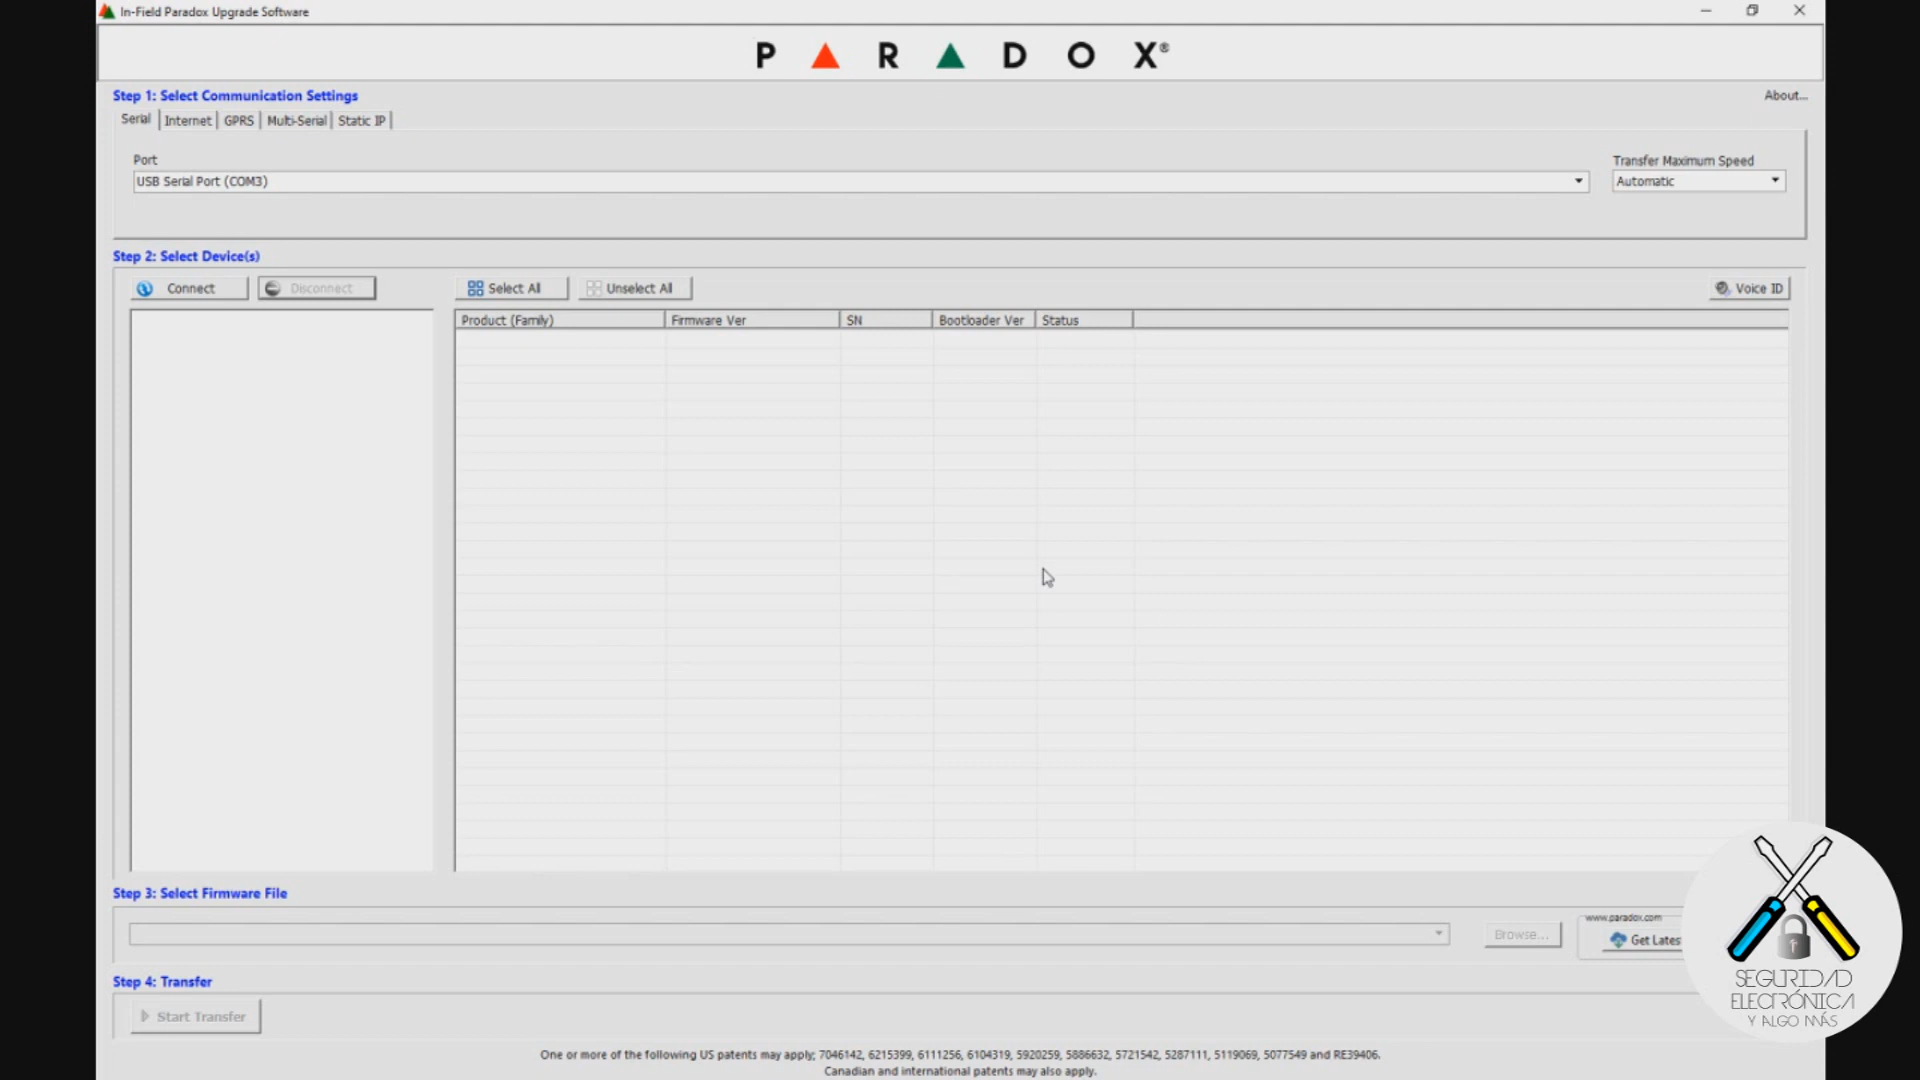 In-Field Paradox Upgrade Software
PARADOX®
Step 1: Select Communication Settings
About...
Serial Internet GPRS Multi-Serial Static IP
Port
Transfer Maximum Speed
USB Serial Port (COM3)
Automatic
Step 2: Select Device(s)
Connect Disconnect Select All Unselect All Voice ID
Product (Family) Firmware Ver SN Bootloader Ver Status
Step 3: Select Firmware File
www.paradox.com
Browse...
Get Lates
Step 4: Transfer
Start Transfer
SEGURIDAD
ELECTRÓNICA
Y ALGO MÁS
One or more of the following US patents may apply; 7046142, 6215399, 6111256, 6104319, 5920259, 5886632, 5721542, 5287111, 5119069, 5077549 and RE39406.
Canadian and international patents may also apply.